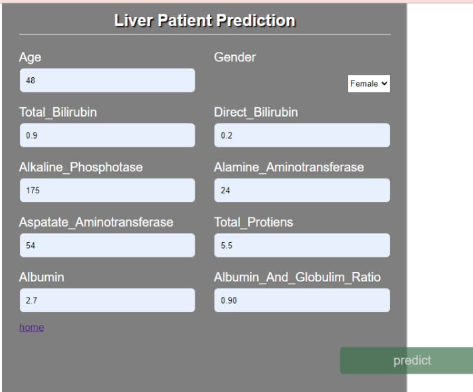 Liver Patient Prediction
Age Gender
48 Female
Total_Bilirubin Direct_Bilirubin
0.9 0.2
Alkaline_Phosphotase Alamine_Aminotransferase
175 24
Aspatate_Aminotransferase Total_Protiens
54 5.5
Albumin Albumin_And_Globulim_Ratio
2.7 0.90
home
predict